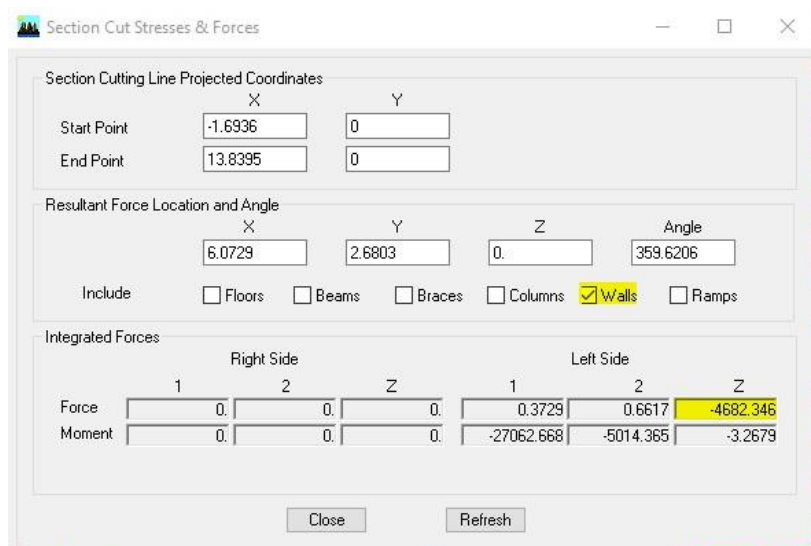 Section Cut Stresses & Forces
Section Cutting Line Projected Coordinates
X Y
Start Point -1.6936 0
End Point 13.8395 0
Resultant Force Location and Angle
X Y Z Angle
6.0729 2.6803 0. 359.6206
Include Floors Beams Braces Columns Walls Ramps
Integrated Forces
Right Side Left Side
1 2 Z 1 2 Z
Force 0. 0. 0. 0.3729 0.6617 -4682.346
Moment 0. 0. 0. -27062.668 -5014.365 -3.2679
Close Refresh